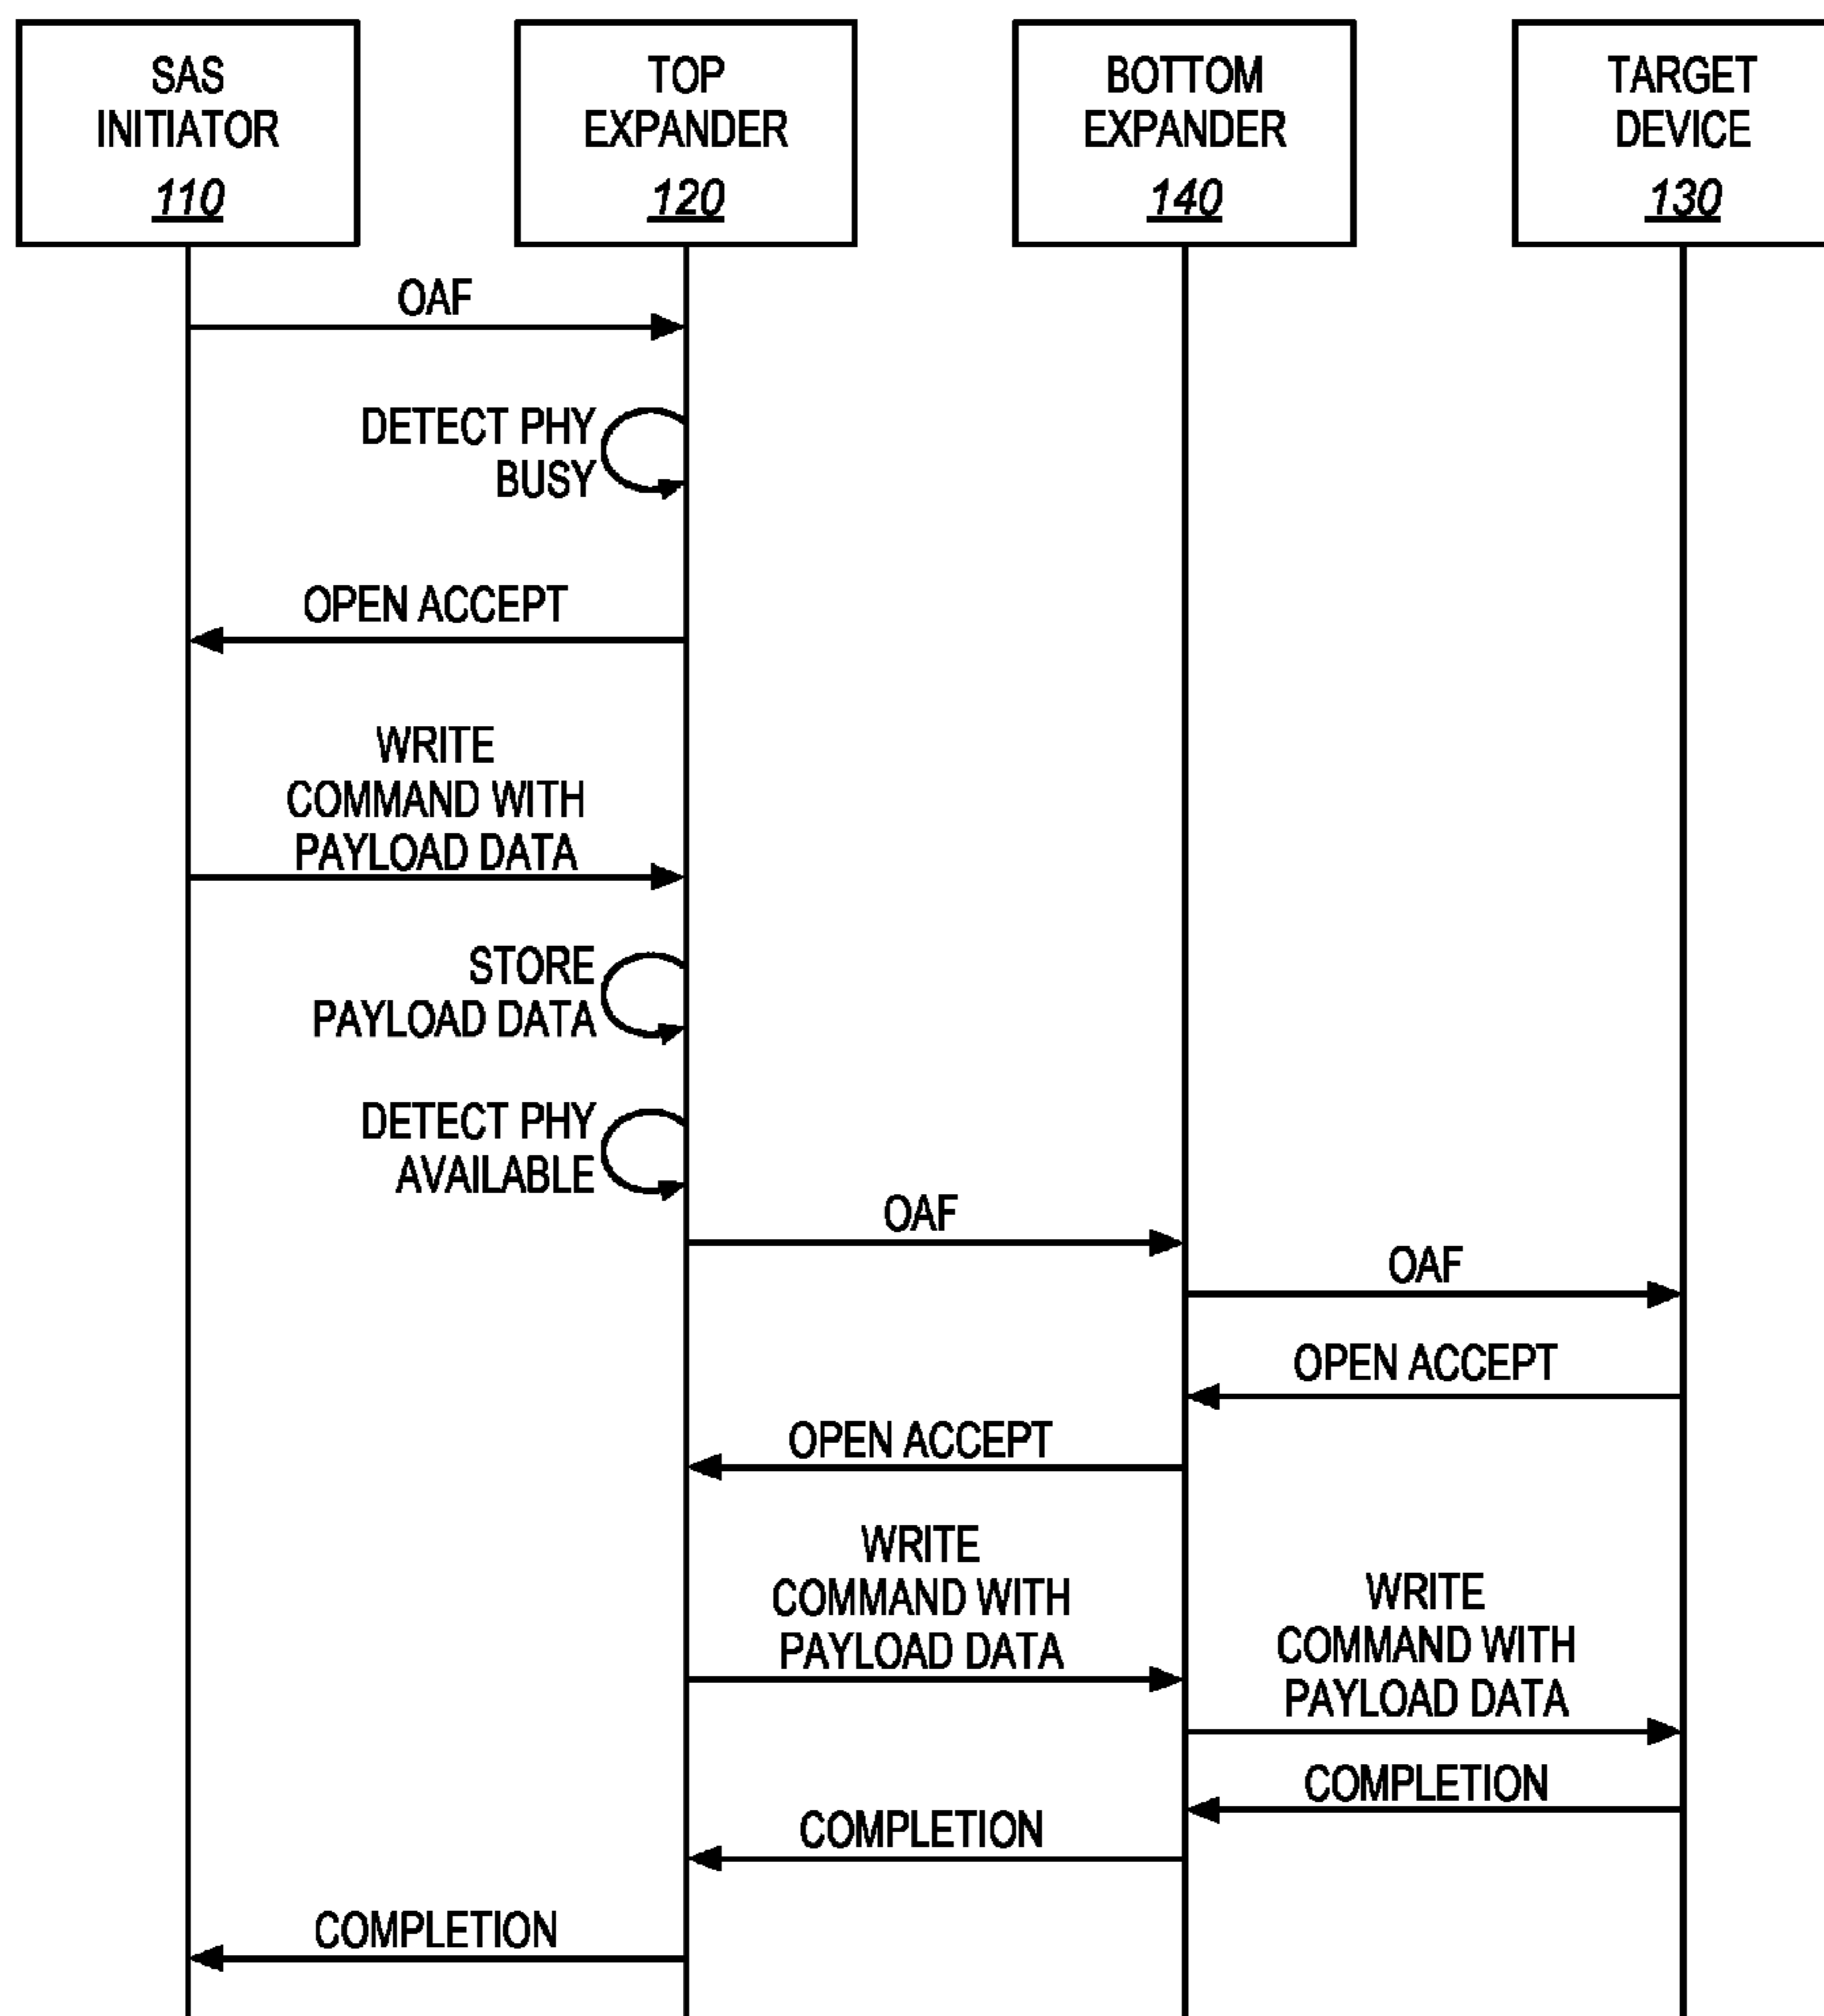 SAS
INITIATOR
110
TOP
EXPANDER
120
BOTTOM
EXPANDER
140
TARGET
DEVICE
130
OAF
DETECT PHY
BUSY
OPEN ACCEPT
WRITE
COMMAND WITH
PAYLOAD DATA
STORE
PAYLOAD DATA
DETECT PHY
AVAILABLE
OAF
OAF
OPEN ACCEPT
OPEN ACCEPT
WRITE
COMMAND WITH
PAYLOAD DATA
WRITE
COMMAND WITH
PAYLOAD DATA
COMPLETION
COMPLETION
COMPLETION